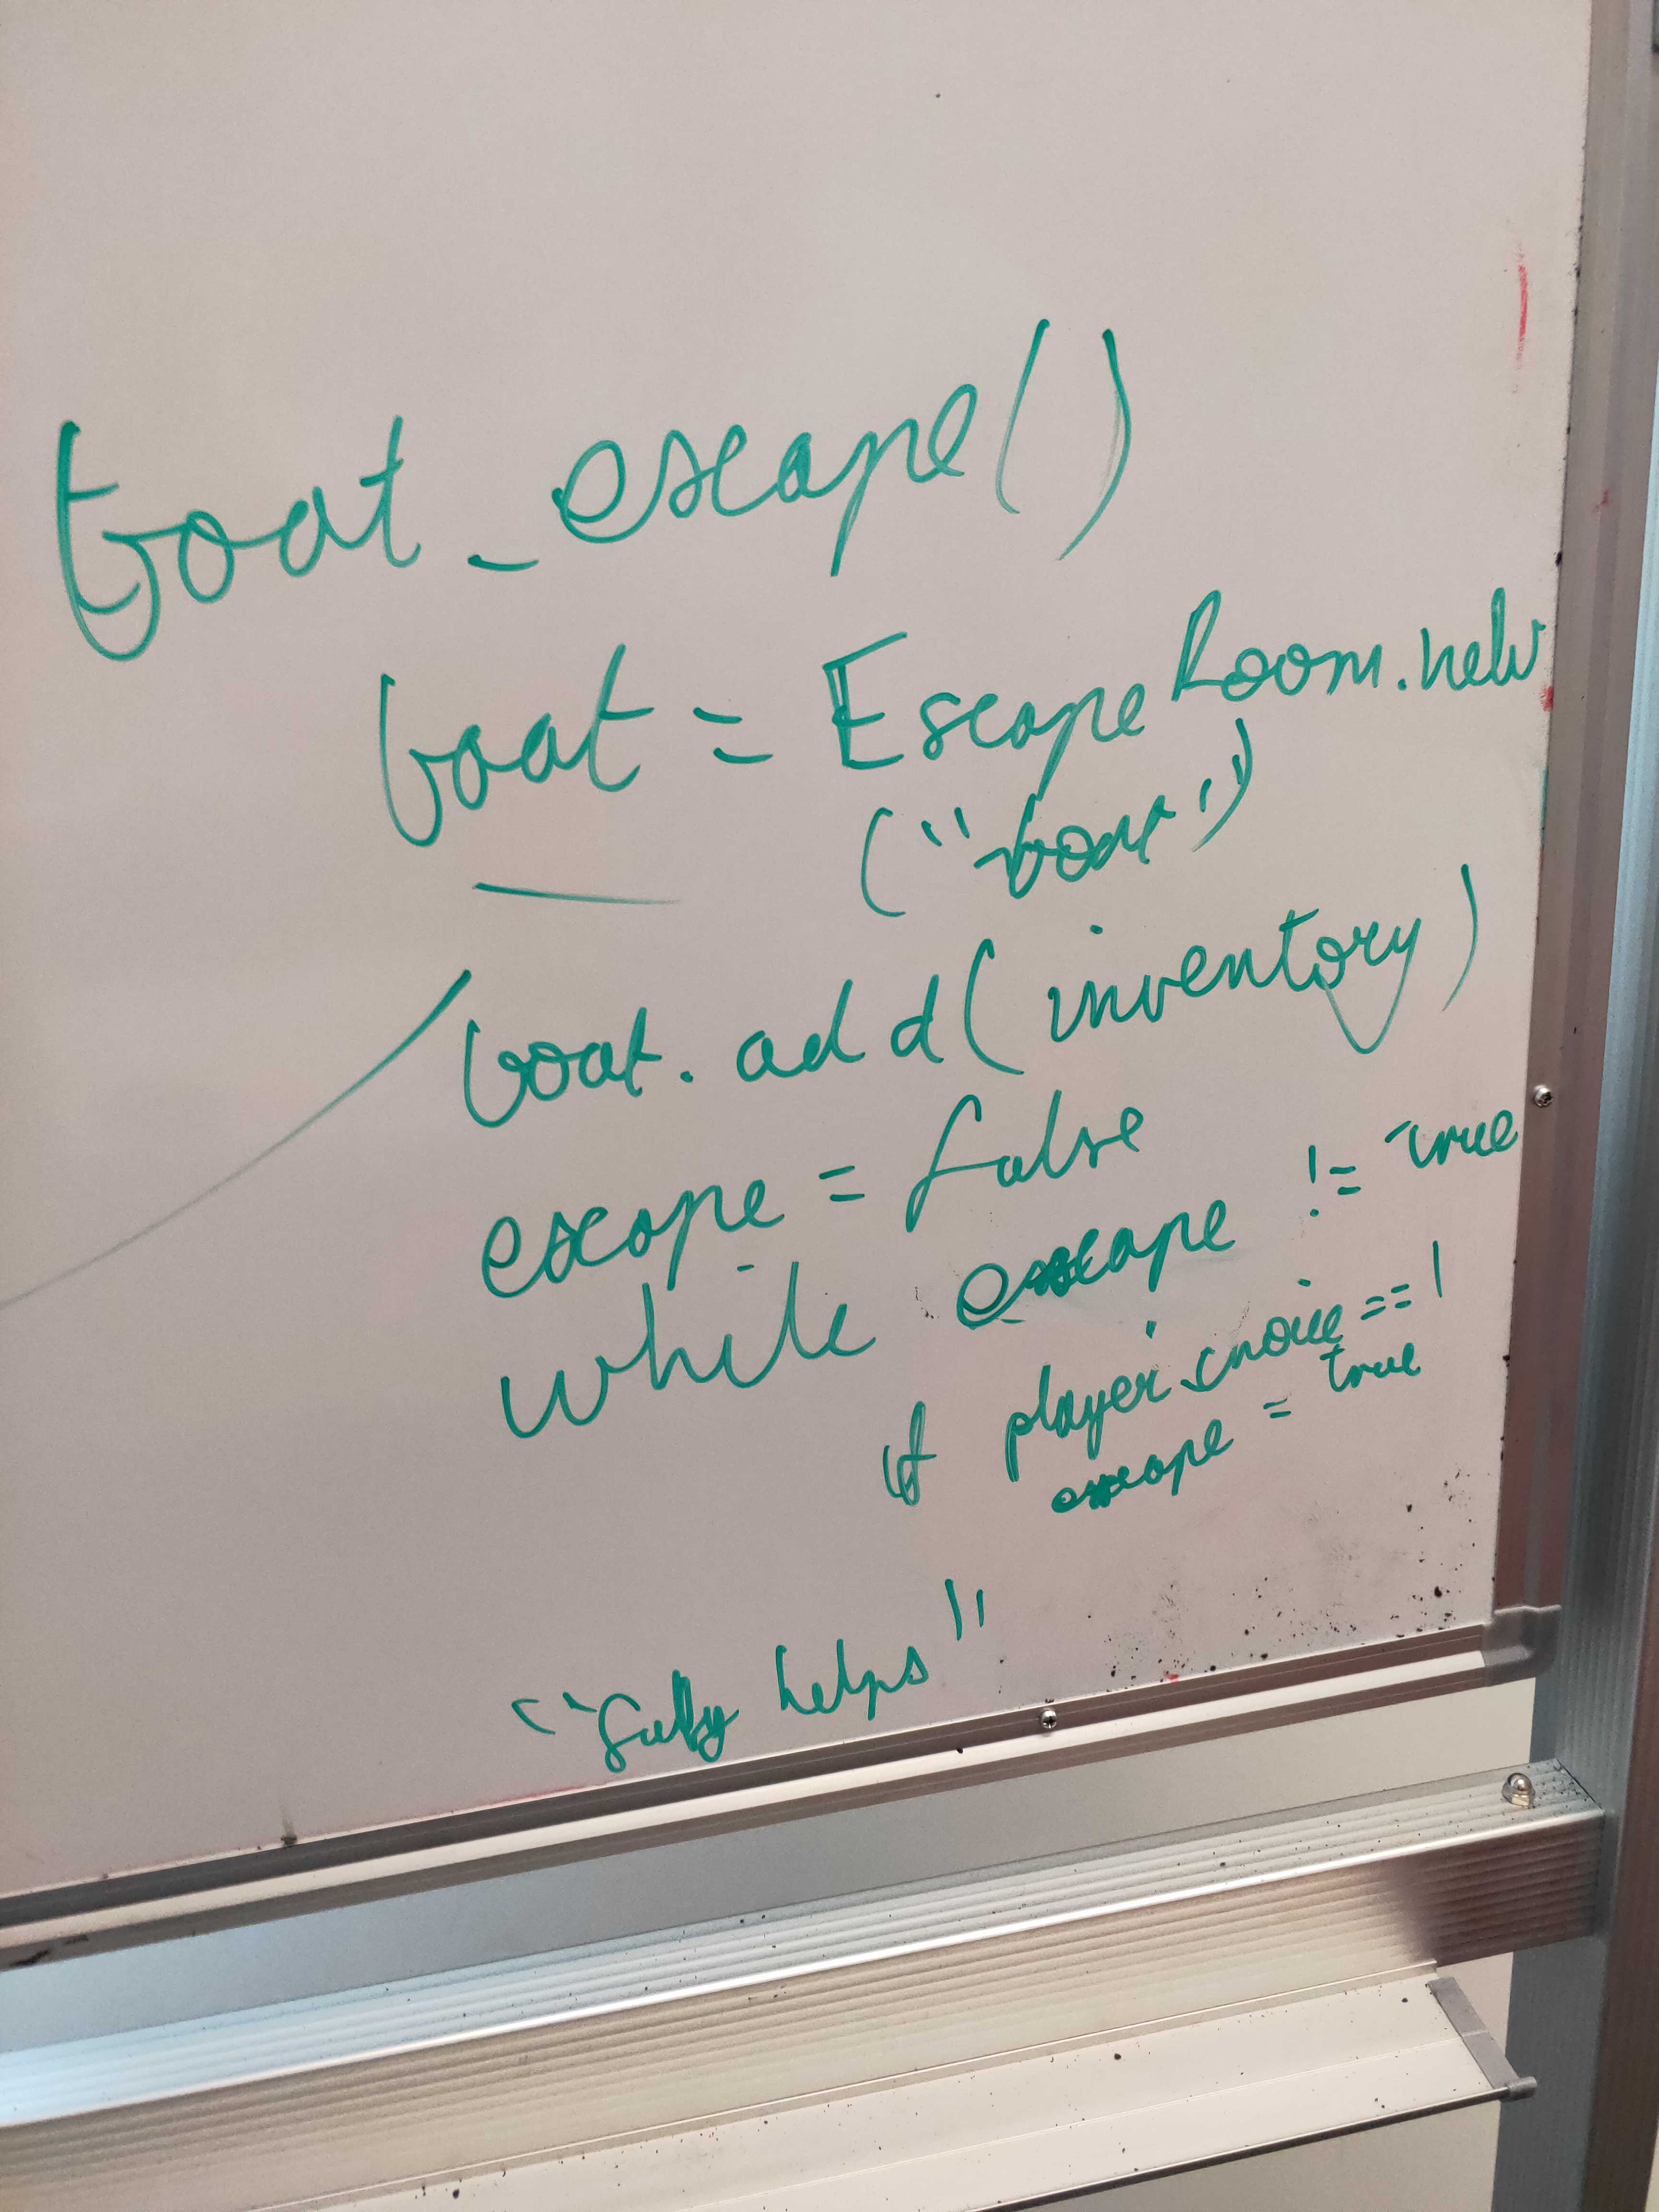 boat_escape()
boat = EscapeRoom.new
("boat")
boat.add(inventory)
escape = false
while escape != true
if player.choice == 1
escape = true
helps"